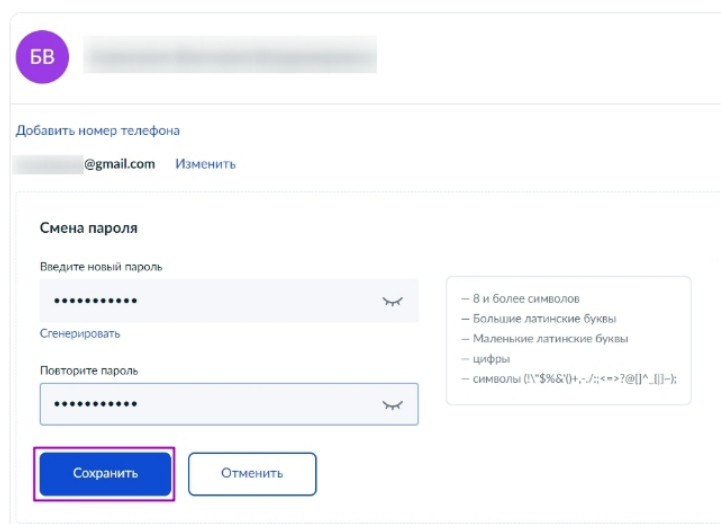 БВ
Добавить номер телефона
@gmail.com Изменить
Смена пароля
Введите новый пароль
•••••••••••
Сгенерировать
Повторите пароль
•••••••••••
Сохранить Отменить
— 8 и более символов
— Большие латинские буквы
— Маленькие латинские буквы
— цифры
— символы (!\"$%&'()+,-./:;<=>?@[]^_{|}~);